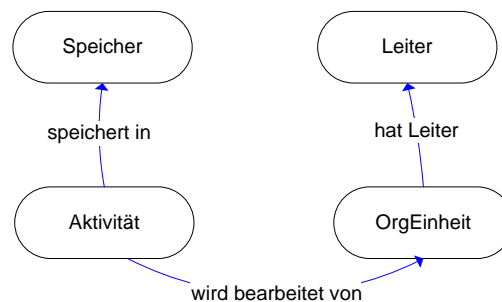 Speicher
Leiter
speichert in
hat Leiter
Aktivität
OrgEinheit
wird bearbeitet von